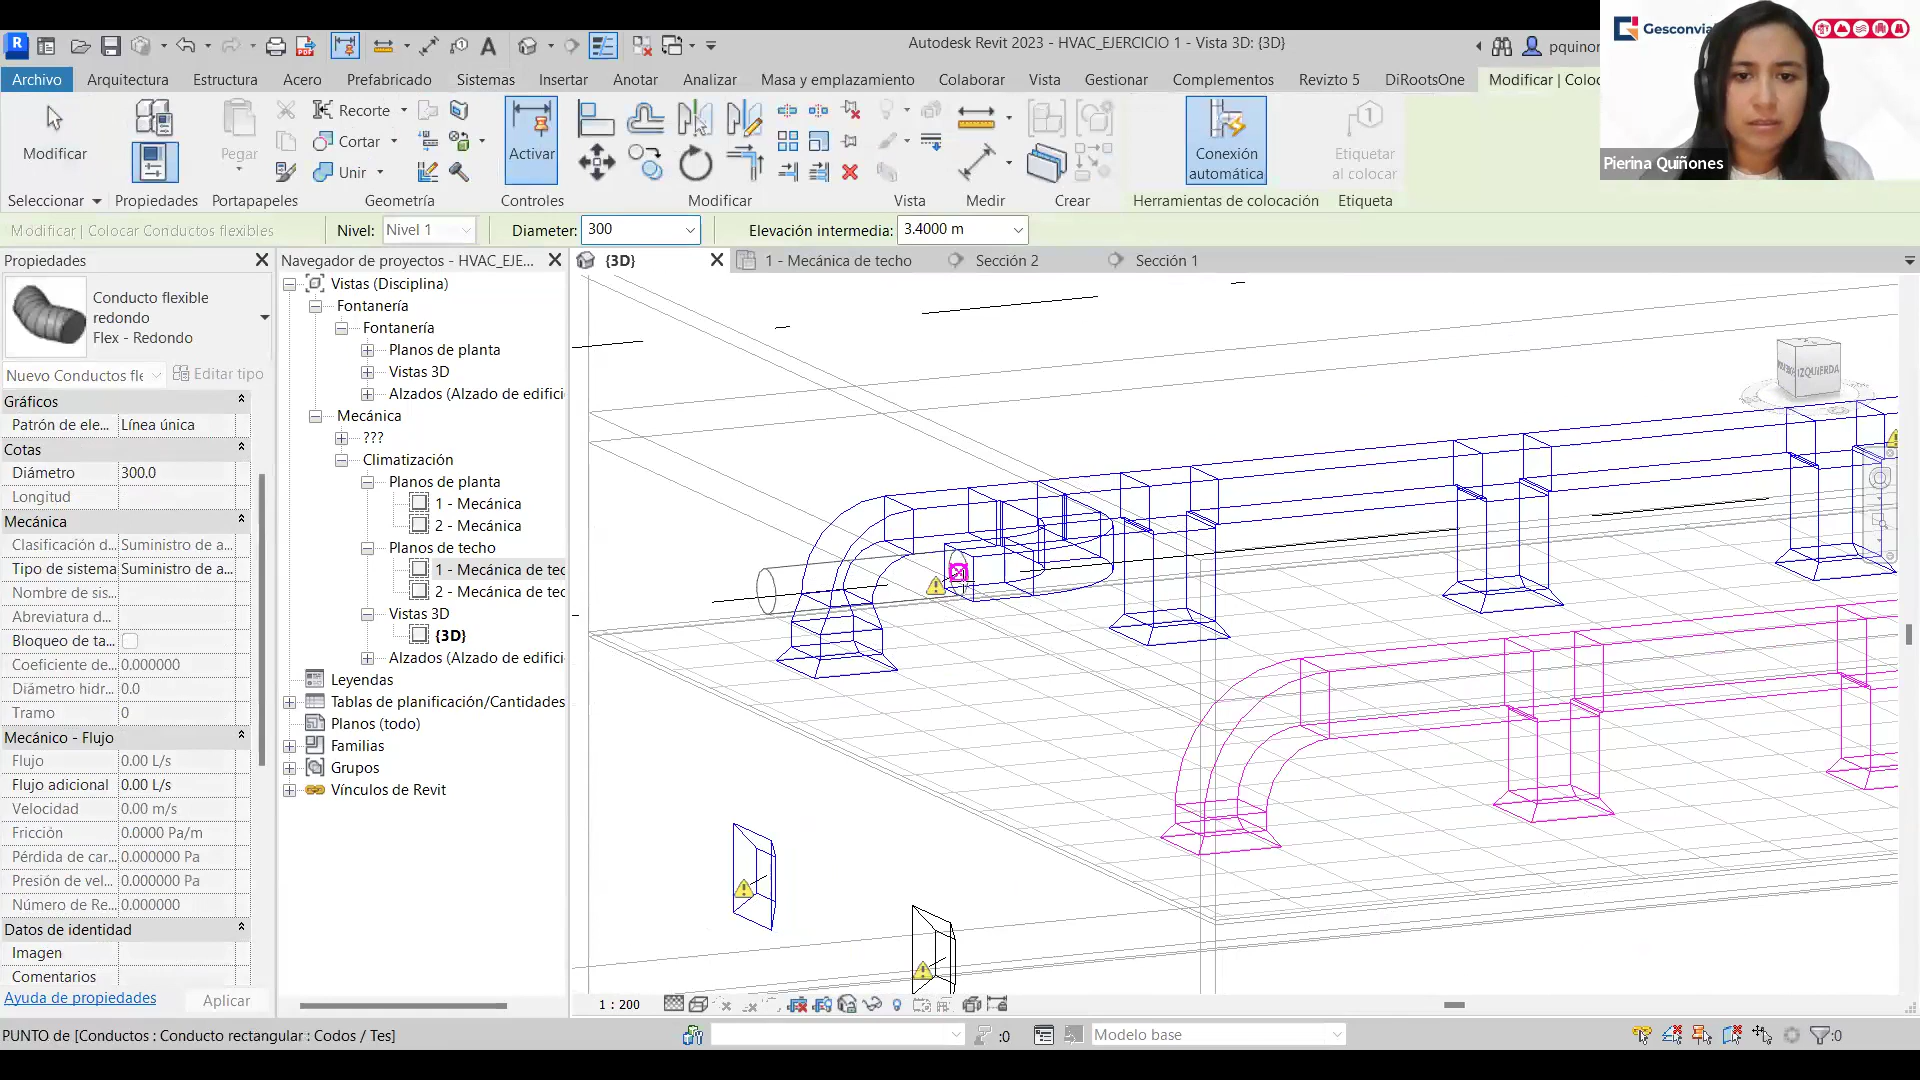 Autodesk Revit 2023 - HVAC_EJERCICIO 1 - Vista 3D: {3D}
pquinor
Gesconvia
Archivo Arquitectura Estructura Acero Prefabricado Sistemas Insertar Anotar Analizar Masa y emplazamiento Colaborar Vista Gestionar Complementos Revizto 5 DiRootsOne Modificar | Coloc
Modificar
Pegar
Recorte
Cortar
Unir
Activar
Conexión automática
Etiquetar al colocar
Pierina Quiñones
Seleccionar Propiedades Portapapeles Geometría Controles Modificar Vista Medir Crear Herramientas de colocación Etiqueta
Modificar | Colocar Conductos flexibles Nivel: Nivel 1 Diameter: 300 Elevación intermedia: 3.4000 m
Propiedades
Conducto flexible redondo
Flex - Redondo
Nuevo Conductos fle Editar tipo
Gráficos
Patrón de ele... Línea única
Cotas
Diámetro 300.0
Longitud
Mecánica
Clasificación d... Suministro de a...
Tipo de sistema Suministro de a...
Nombre de sis...
Abreviatura d...
Bloqueo de ta...
Coeficiente de... 0.000000
Diámetro hidr... 0.0
Tramo 0
Mecánico - Flujo
Flujo 0.00 L/s
Flujo adicional 0.00 L/s
Velocidad 0.00 m/s
Fricción 0.0000 Pa/m
Pérdida de car... 0.000000 Pa
Presión de vel... 0.000000 Pa
Número de Re... 0.000000
Datos de identidad
Imagen
Comentarios
Ayuda de propiedades Aplicar
Navegador de proyectos - HVAC_EJE...
Vistas (Disciplina)
Fontanería
Fontanería
Planos de planta
Vistas 3D
Alzados (Alzado de edifici
Mecánica
???
Climatización
Planos de planta
1 - Mecánica
2 - Mecánica
Planos de techo
1 - Mecánica de tec
2 - Mecánica de tec
Vistas 3D
{3D}
Alzados (Alzado de edifici
Leyendas
Tablas de planificación/Cantidades
Planos (todo)
Familias
Grupos
Vínculos de Revit
{3D} 1 - Mecánica de techo Sección 2 Sección 1
IZQUIERDA
1 : 200
PUNTO de [Conductos : Conducto rectangular : Codos / Tes]
:0
Modelo base
:0